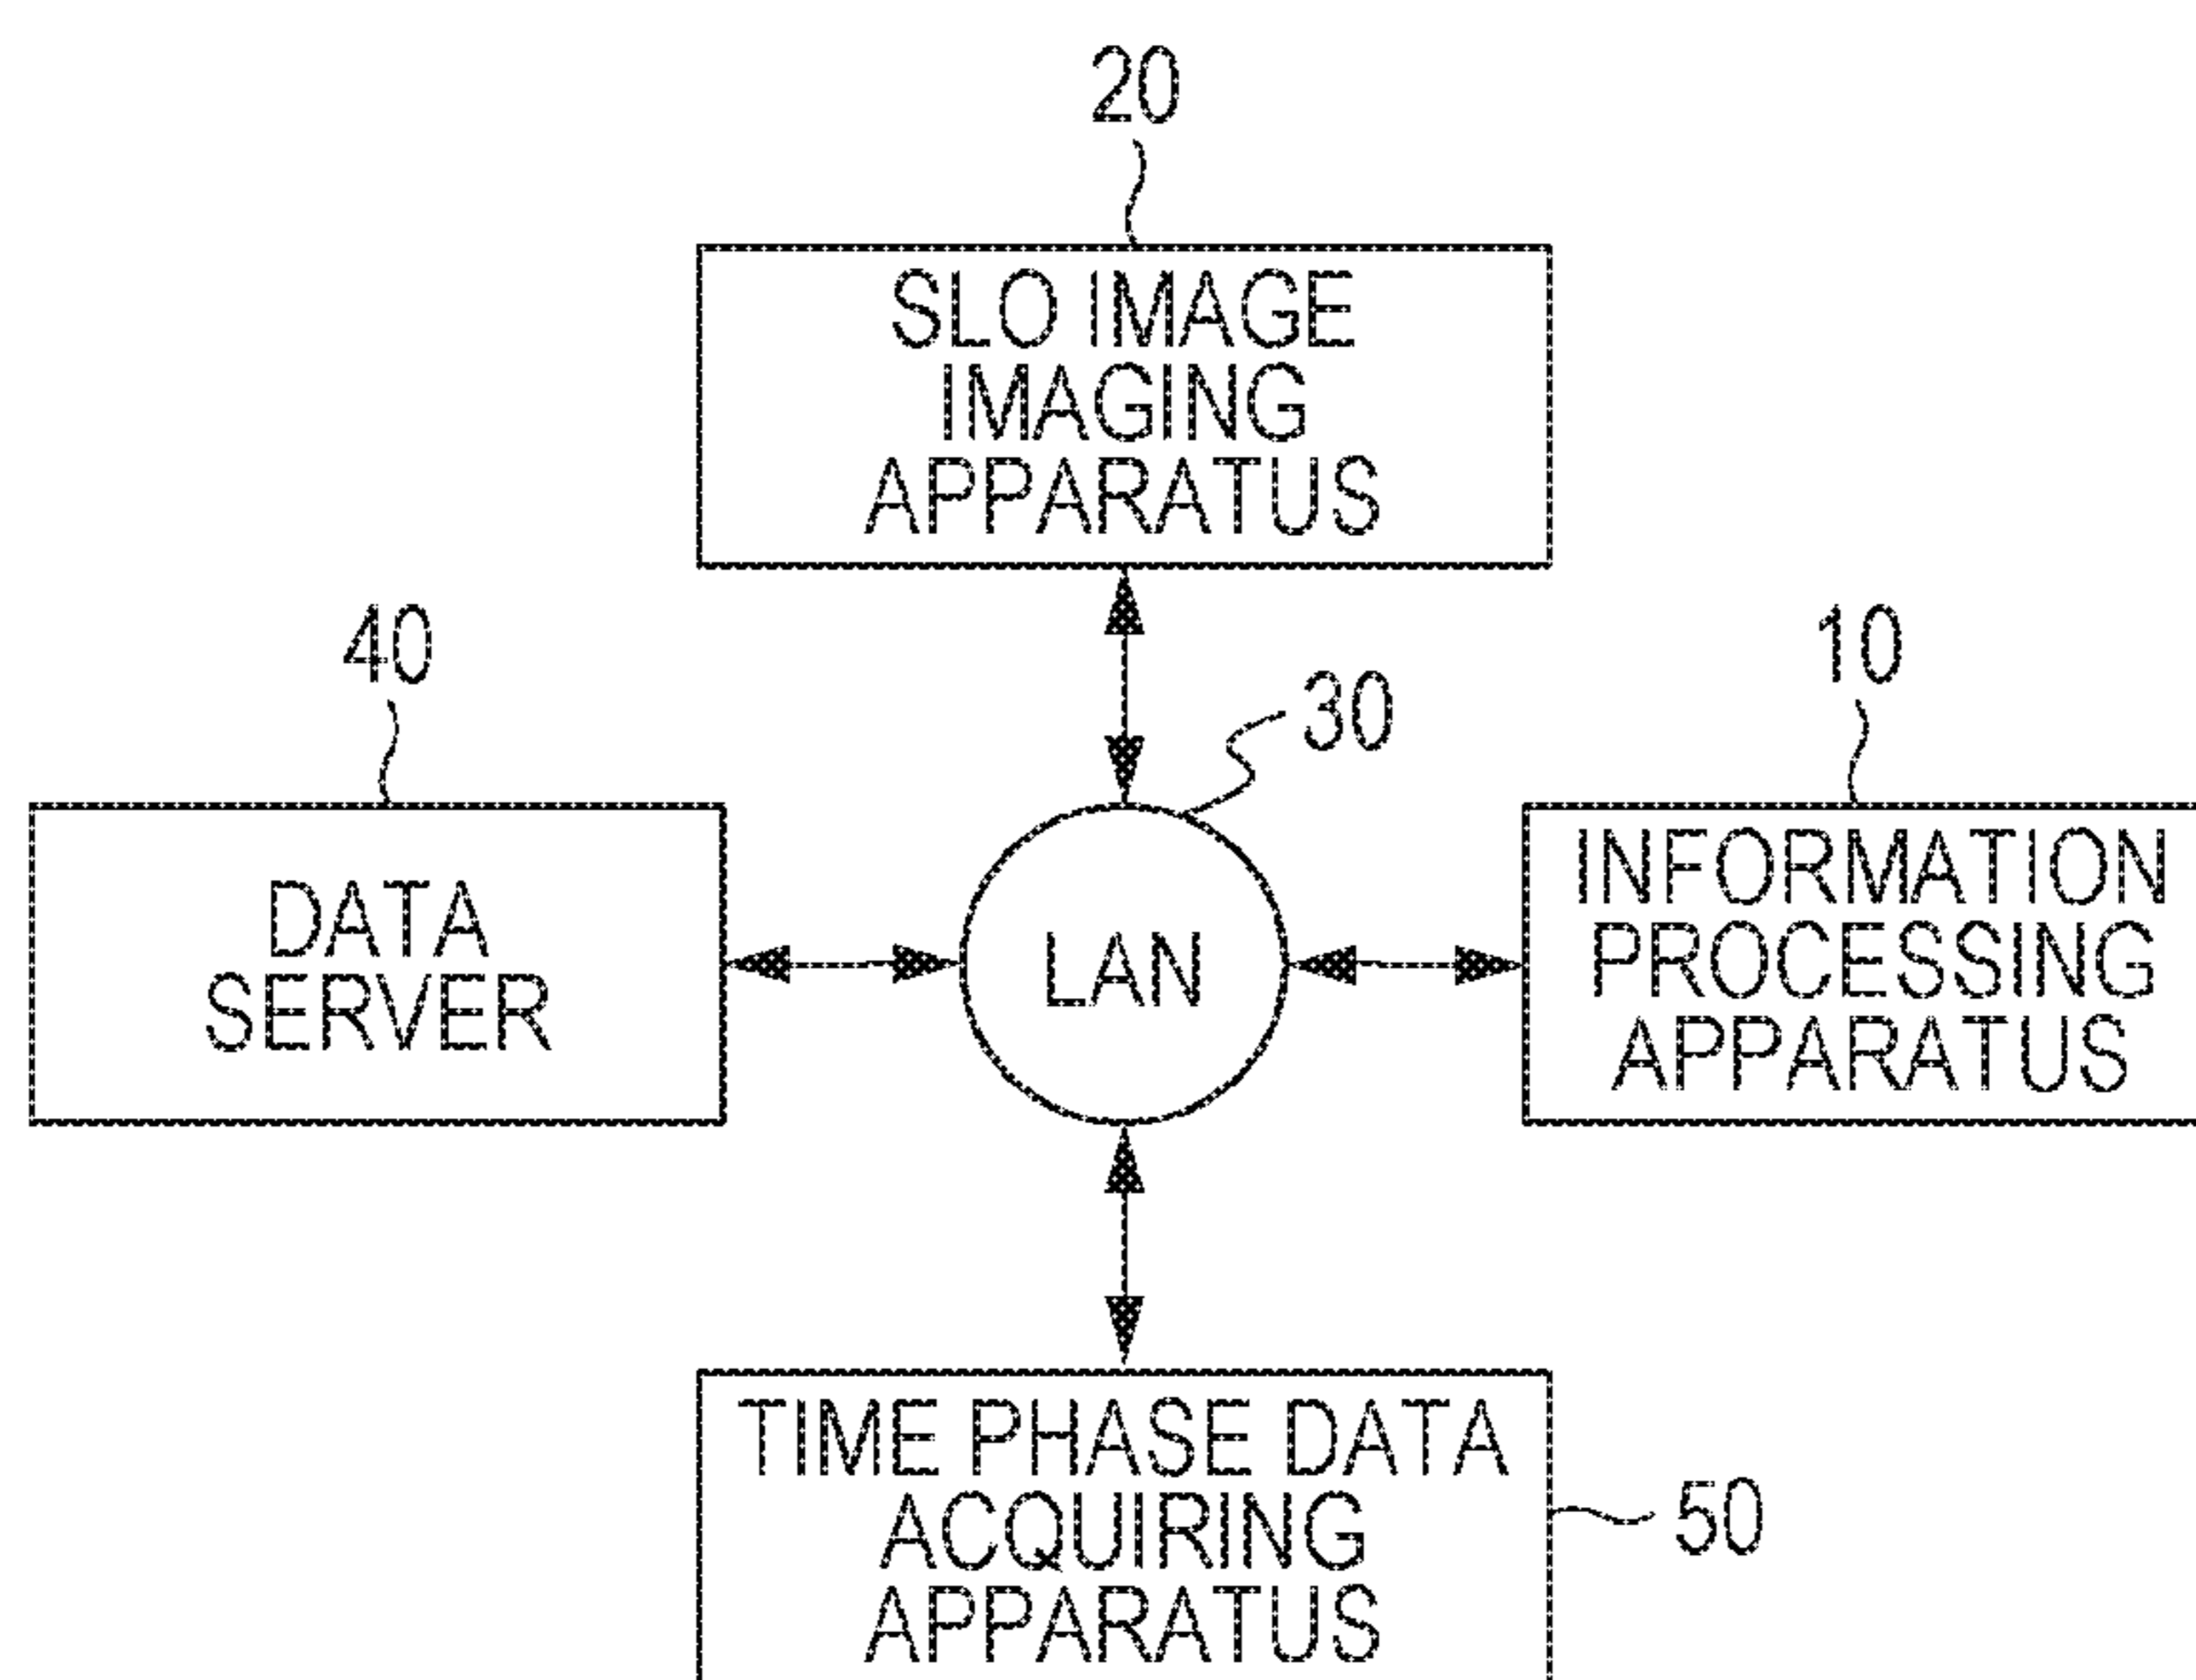 20
SLO IMAGE
IMAGING
APPARATUS
40
30
10
DATA
SERVER
LAN
INFORMATION
PROCESSING
APPARATUS
TIME PHASE DATA
ACQUIRING
APPARATUS
50